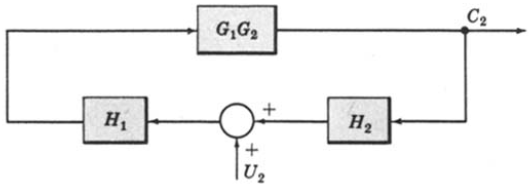 C₂
G₁G₂
+
H₁
H₂
+
U₂